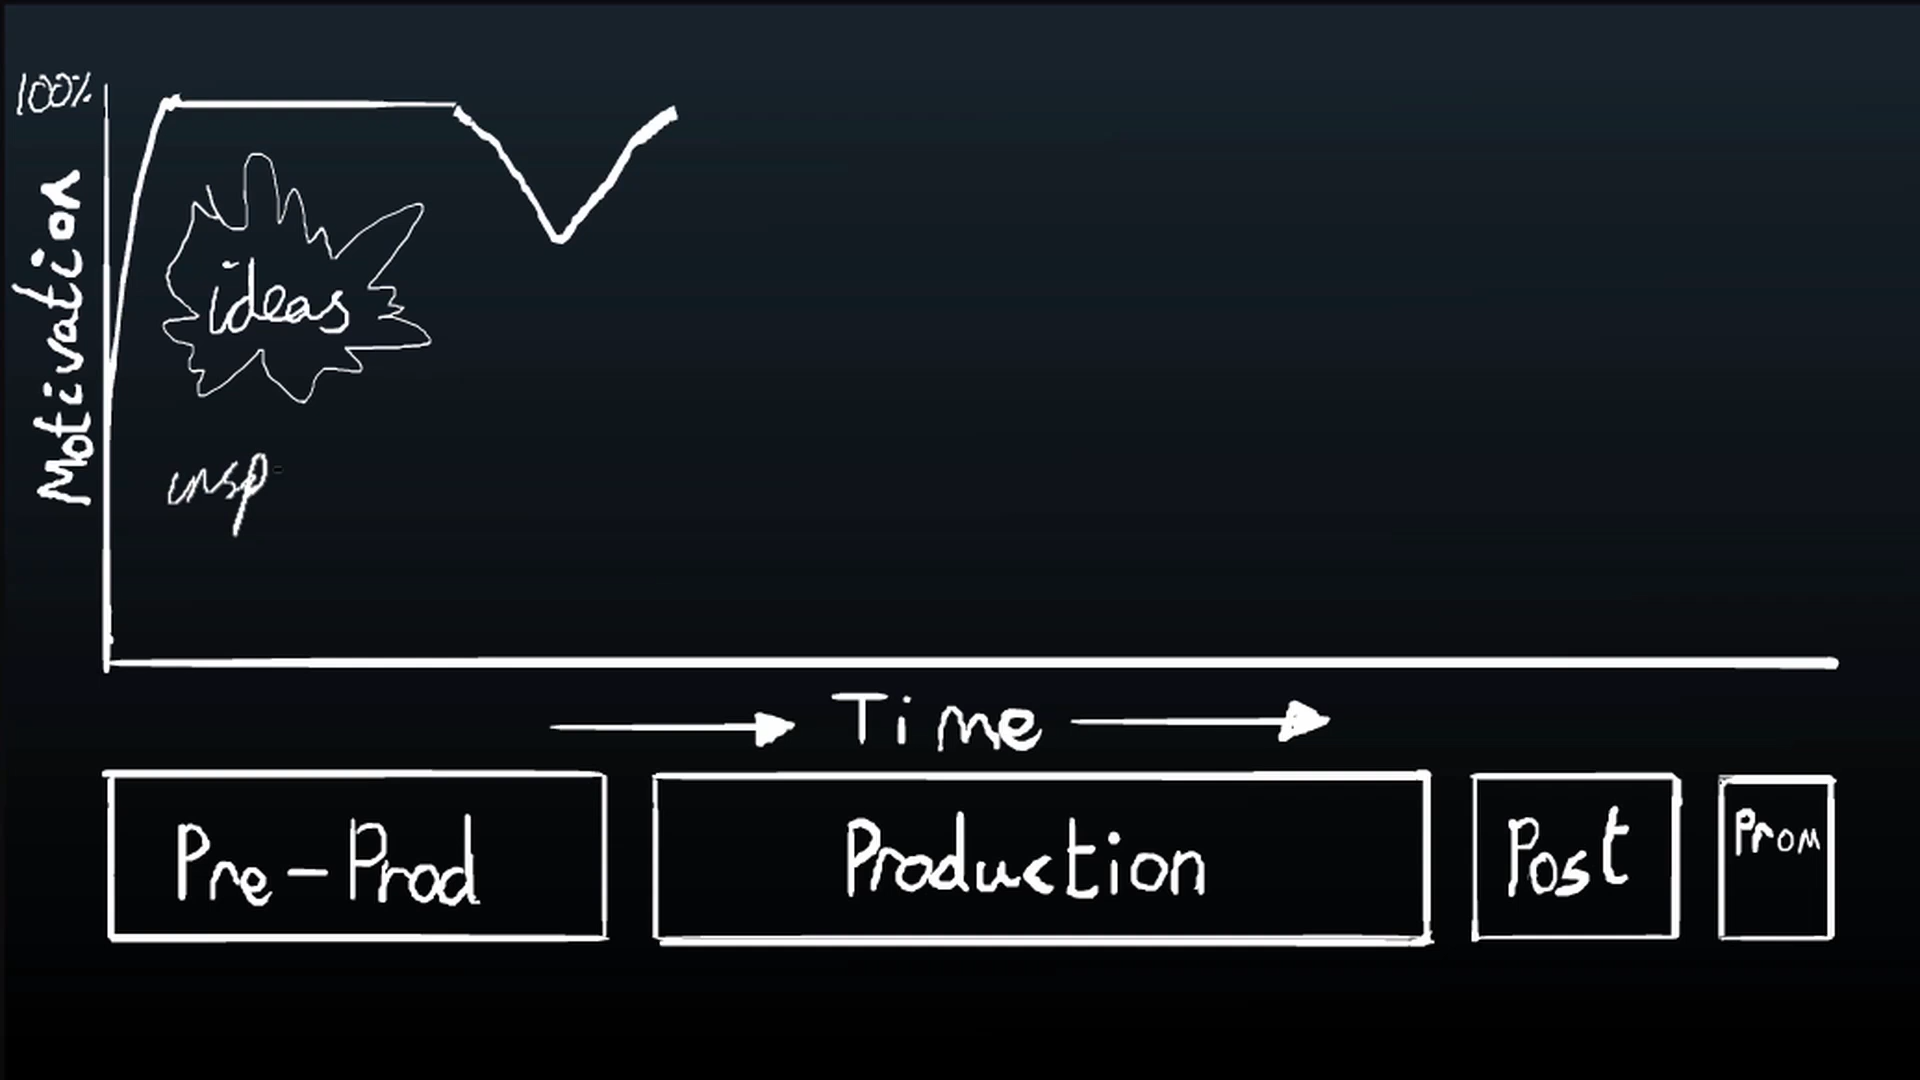 100%
Motivation
ideas
insp
Time
Pre-Prod
Production
Post
Prom